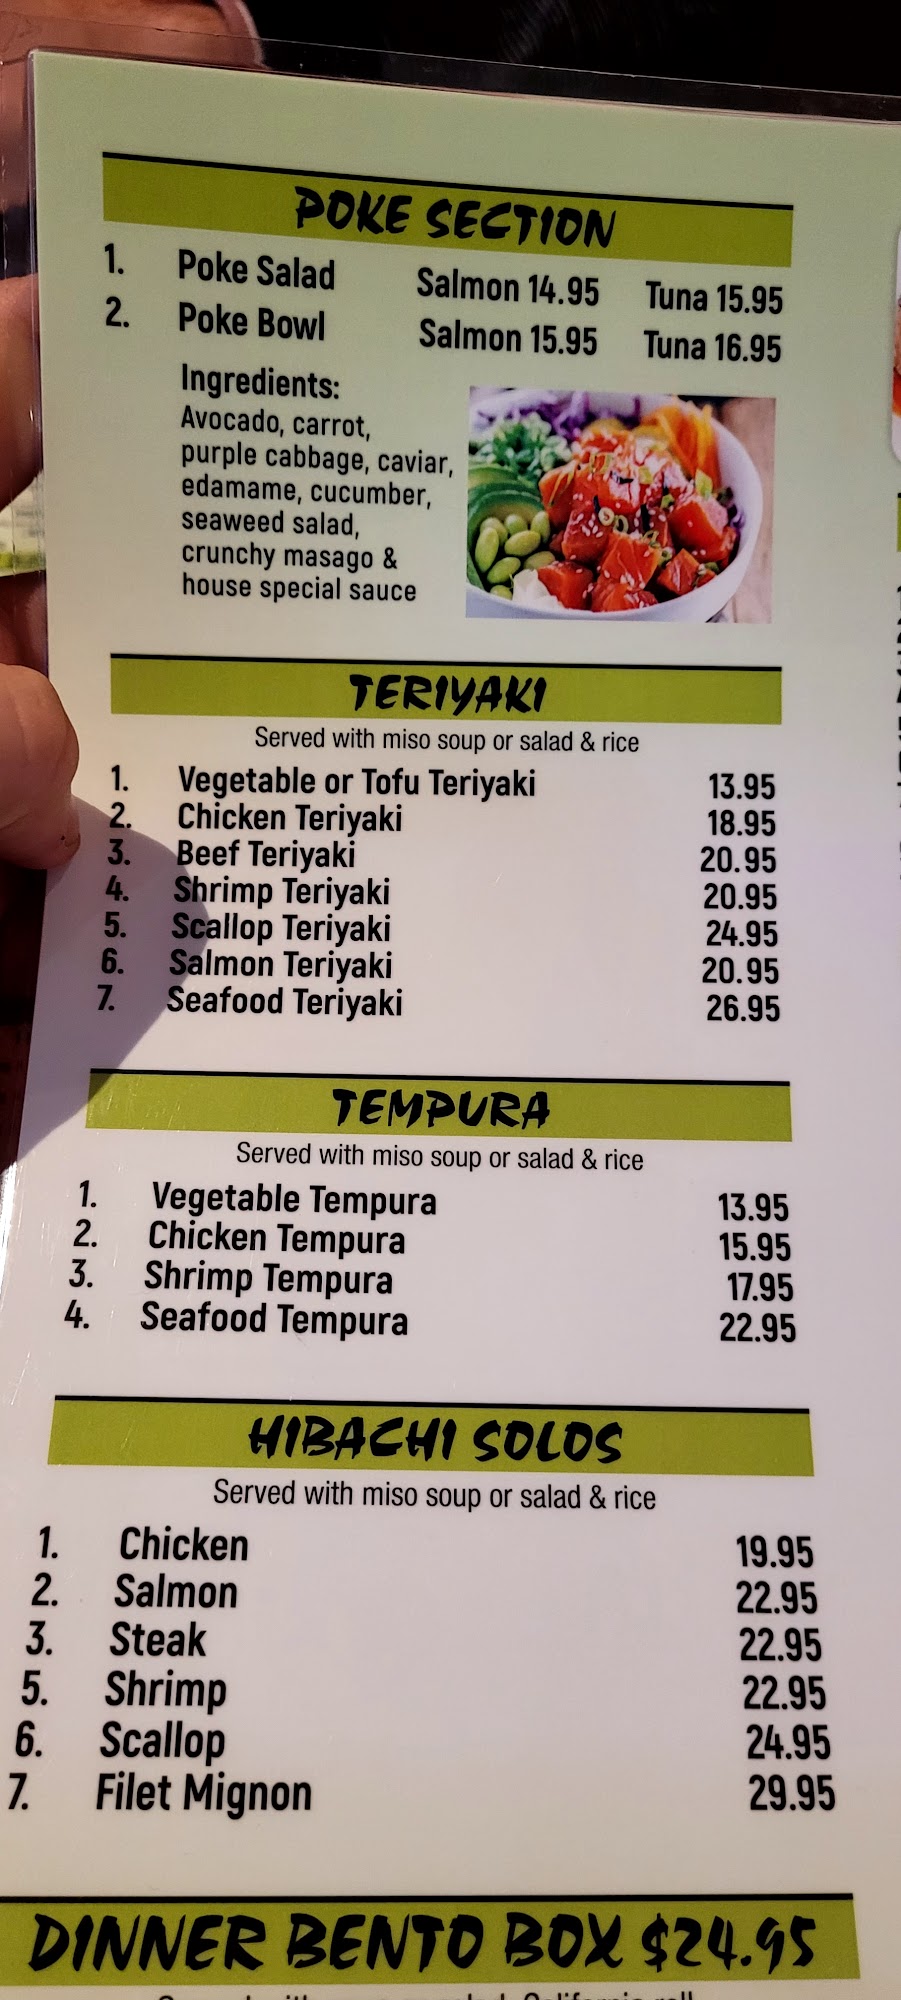 POKE SECTION
1. Poke Salad Salmon 14.95 Tuna 15.95
2. Poke Bowl Salmon 15.95 Tuna 16.95
Ingredients:
Avocado, carrot,
purple cabbage, caviar,
edamame, cucumber,
seaweed salad,
crunchy masago &
house special sauce
TERIYAKI
Served with miso soup or salad & rice
1. Vegetable or Tofu Teriyaki 13.95
2. Chicken Teriyaki 18.95
3. Beef Teriyaki 20.95
4. Shrimp Teriyaki 20.95
5. Scallop Teriyaki 24.95
6. Salmon Teriyaki 20.95
7. Seafood Teriyaki 26.95
TEMPURA
Served with miso soup or salad & rice
1. Vegetable Tempura 13.95
2. Chicken Tempura 15.95
3. Shrimp Tempura 17.95
4. Seafood Tempura 22.95
HIBACHI SOLOS
Served with miso soup or salad & rice
1. Chicken 19.95
2. Salmon 22.95
3. Steak 22.95
5. Shrimp 22.95
6. Scallop 24.95
7. Filet Mignon 29.95
DINNER BENTO BOX $24.95